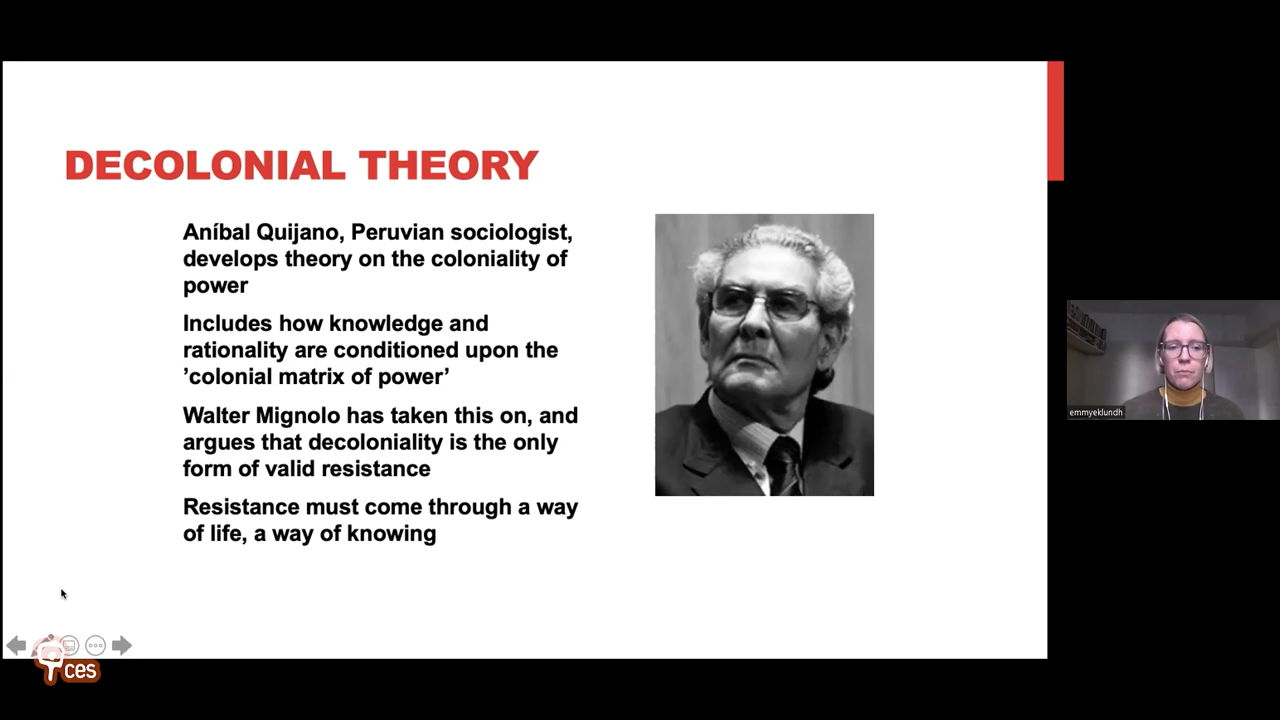 DECOLONIAL THEORY
Aníbal Quijano, Peruvian sociologist,
develops theory on the coloniality of
power
Includes how knowledge and
rationality are conditioned upon the
’colonial matrix of power’
Walter Mignolo has taken this on, and
argues that decoloniality is the only
form of valid resistance
Resistance must come through a way
of life, a way of knowing
emmyeklundh
ces